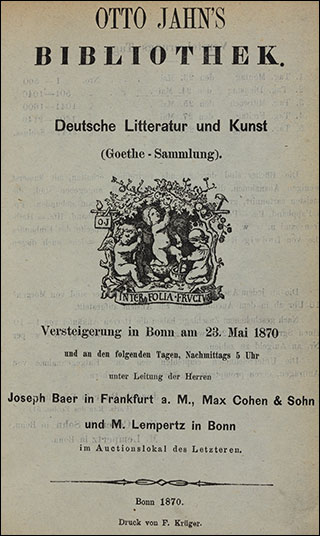 OTTO JAHN'S
BIBLIOTHEK.
Deutsche Litteratur und Kunst
(Goethe - Sammlung).
O J
INTER FOLIA FRUCTUS
Versteigerung in Bonn am 23. Mai 1870
und an den folgenden Tagen, Nachmittags 5 Uhr
unter Leitung der Herren
Joseph Baer in Frankfurt a. M., Max Cohen & Sohn
und M. Lempertz in Bonn
im Auctionslokal des Letzteren.
Bonn 1870.
Druck von F. Krüger.